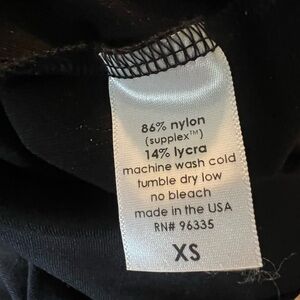 86% nylon
(supplex™)
14% lycra
machine wash cold
tumble dry low
no bleach
made in the USA
RN# 96335
XS